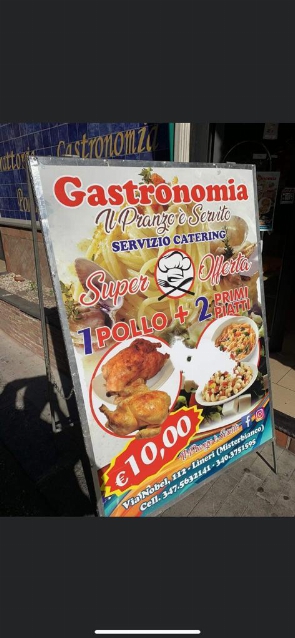 Gastronomia
Gastronomia
Il Pranzo è Servito
SERVIZIO CATERING
Super Offerta
1 POLLO + 2 PRIMI PIATTI
€10,00
Via Nobel, 112 - Lineri (Misterbianco)
Cell. 347.5632141 - 340.3751595